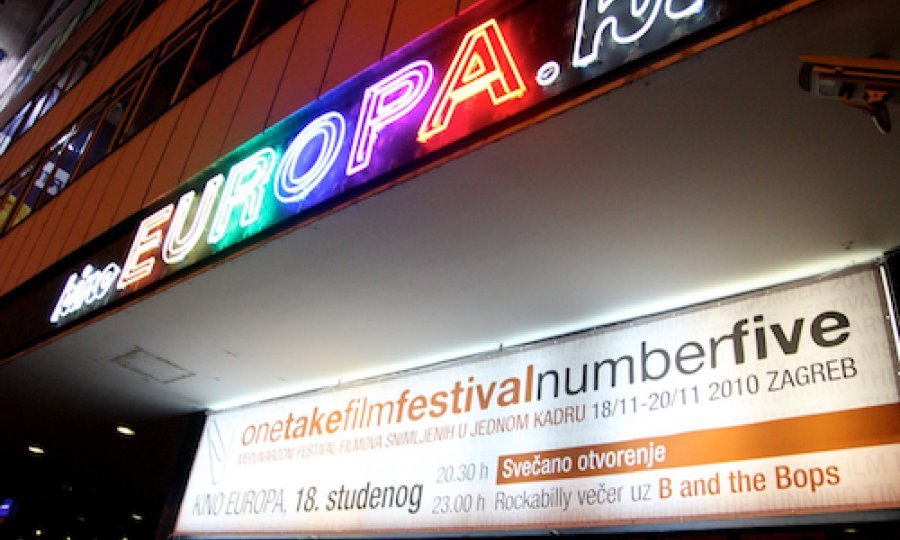 kino EUROPA.hr
onetakefilmfestivalnumberfive
MEĐUNARODNI FESTIVAL FILMOVA SNIMLJENIH U JEDNOM KADRU 18/11-20/11 2010 ZAGREB
20.30 h Svečano otvorenje
KINO EUROPA, 18. studenog 23.00 h Rockabilly večer uz B and the Bops